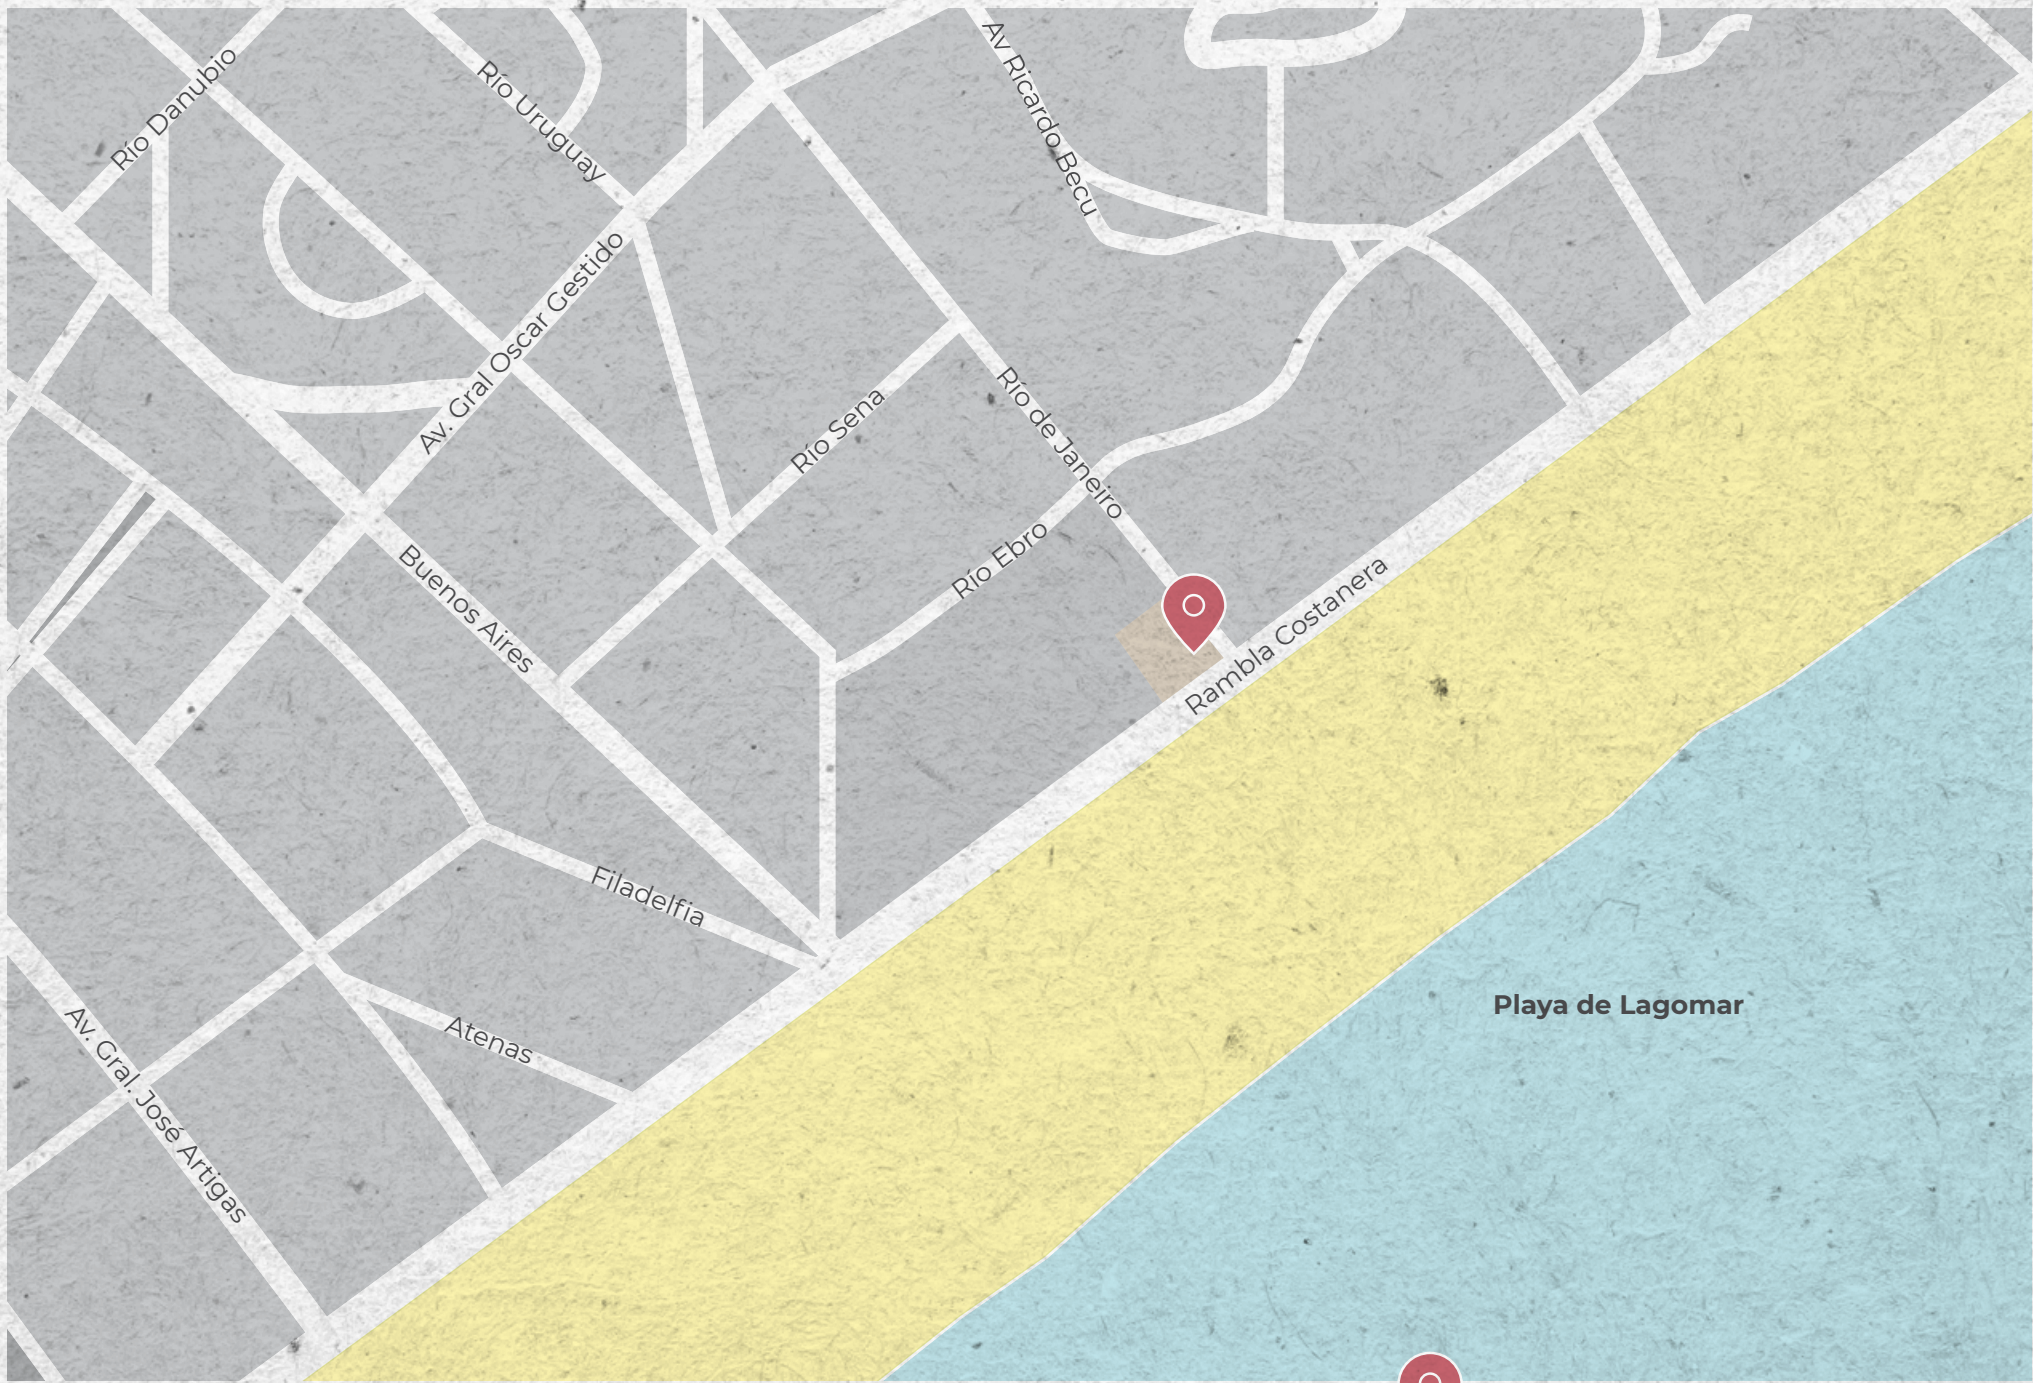 Av Ricardo Becu
Río Danubio
Río Uruguay
Av. Gral Oscar Gestido
Río Sena
Río de Janeiro
Río Ebro
Buenos Aires
Rambla Costanera
Filadelfia
Atenas
Playa de Lagomar
Av. Gral. José Artigas